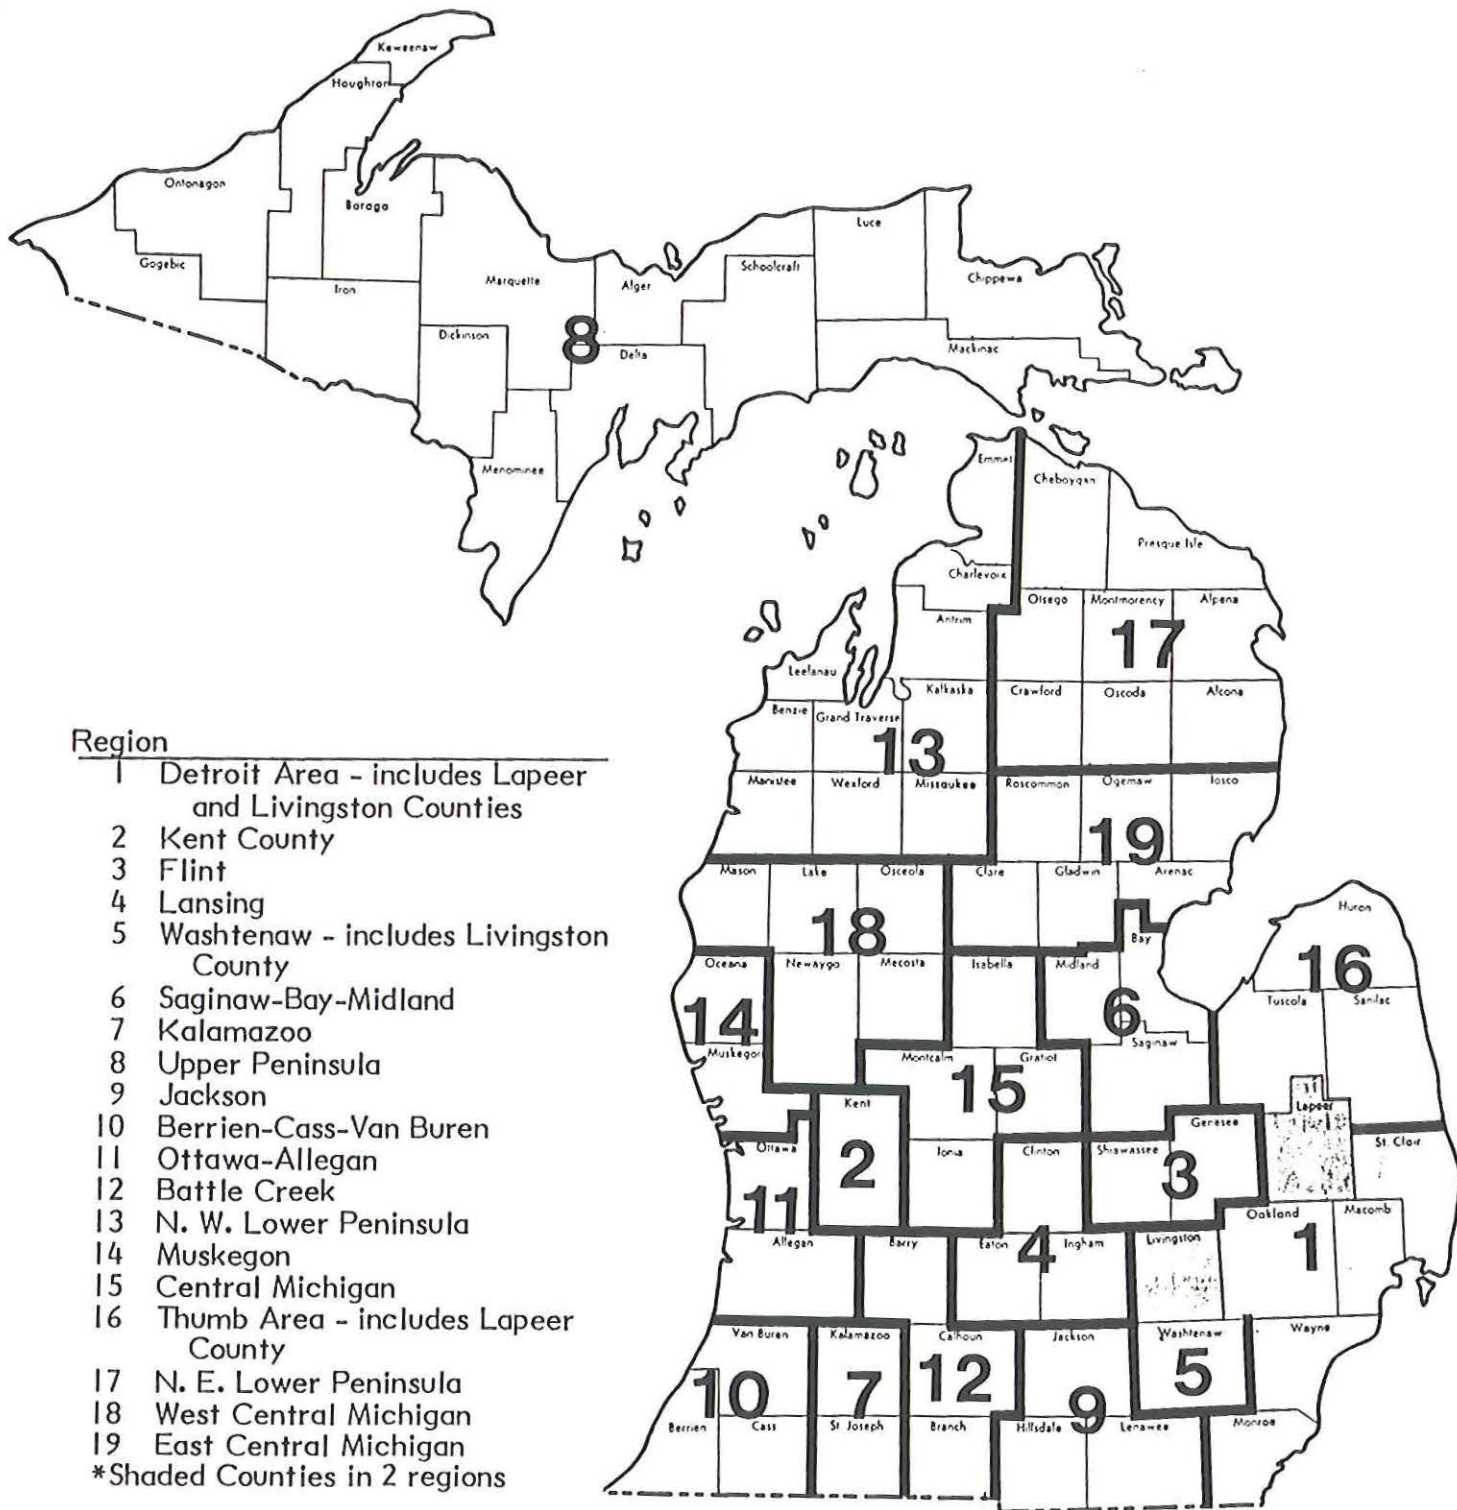 Keweenaw
Houghton
Ontonagon
Baraga
Luce
Gogebic
Iron
Marquette
Alger
Schoolcraft
Chippewa
Dickinson
8
Delta
Mackinac
Menominee
Emmet
Cheboygan
Presque Isle
Charlevoix
Otsego
Montmorency
Alpena
Antrim
17
Leelanau
Kalkaska
Crawford
Oscoda
Alcona
Benzie
Grand Traverse
13
Manistee
Wexford
Missaukee
Roscommon
Ogemaw
Iosco
19
Mason
Lake
Osceola
Clare
Gladwin
Arenac
Huron
18
Bay
16
Oceana
Newaygo
Mecosta
Isabella
Midland
Tuscola
Sanilac
14
6
Muskegon
Montcalm
Gratiot
Saginaw
15
Kent
Lapeer
Genesee
Ottawa
2
Ionia
Clinton
Shiawassee
3
St. Clair
11
Oakland
Macomb
Allegan
Barry
Eaton
4
Ingham
Livingston
1
Van Buren
Kalamazoo
Calhoun
Jackson
Washtenaw
Wayne
10
7
12
9
5
Berrien
Cass
St Joseph
Branch
Hillsdale
Lenawee
Monroe
Region
1 Detroit Area - includes Lapeer
and Livingston Counties
2 Kent County
3 Flint
4 Lansing
5 Washtenaw - includes Livingston
County
6 Saginaw-Bay-Midland
7 Kalamazoo
8 Upper Peninsula
9 Jackson
10 Berrien-Cass-Van Buren
11 Ottawa-Allegan
12 Battle Creek
13 N. W. Lower Peninsula
14 Muskegon
15 Central Michigan
16 Thumb Area - includes Lapeer
County
17 N. E. Lower Peninsula
18 West Central Michigan
19 East Central Michigan
*Shaded Counties in 2 regions